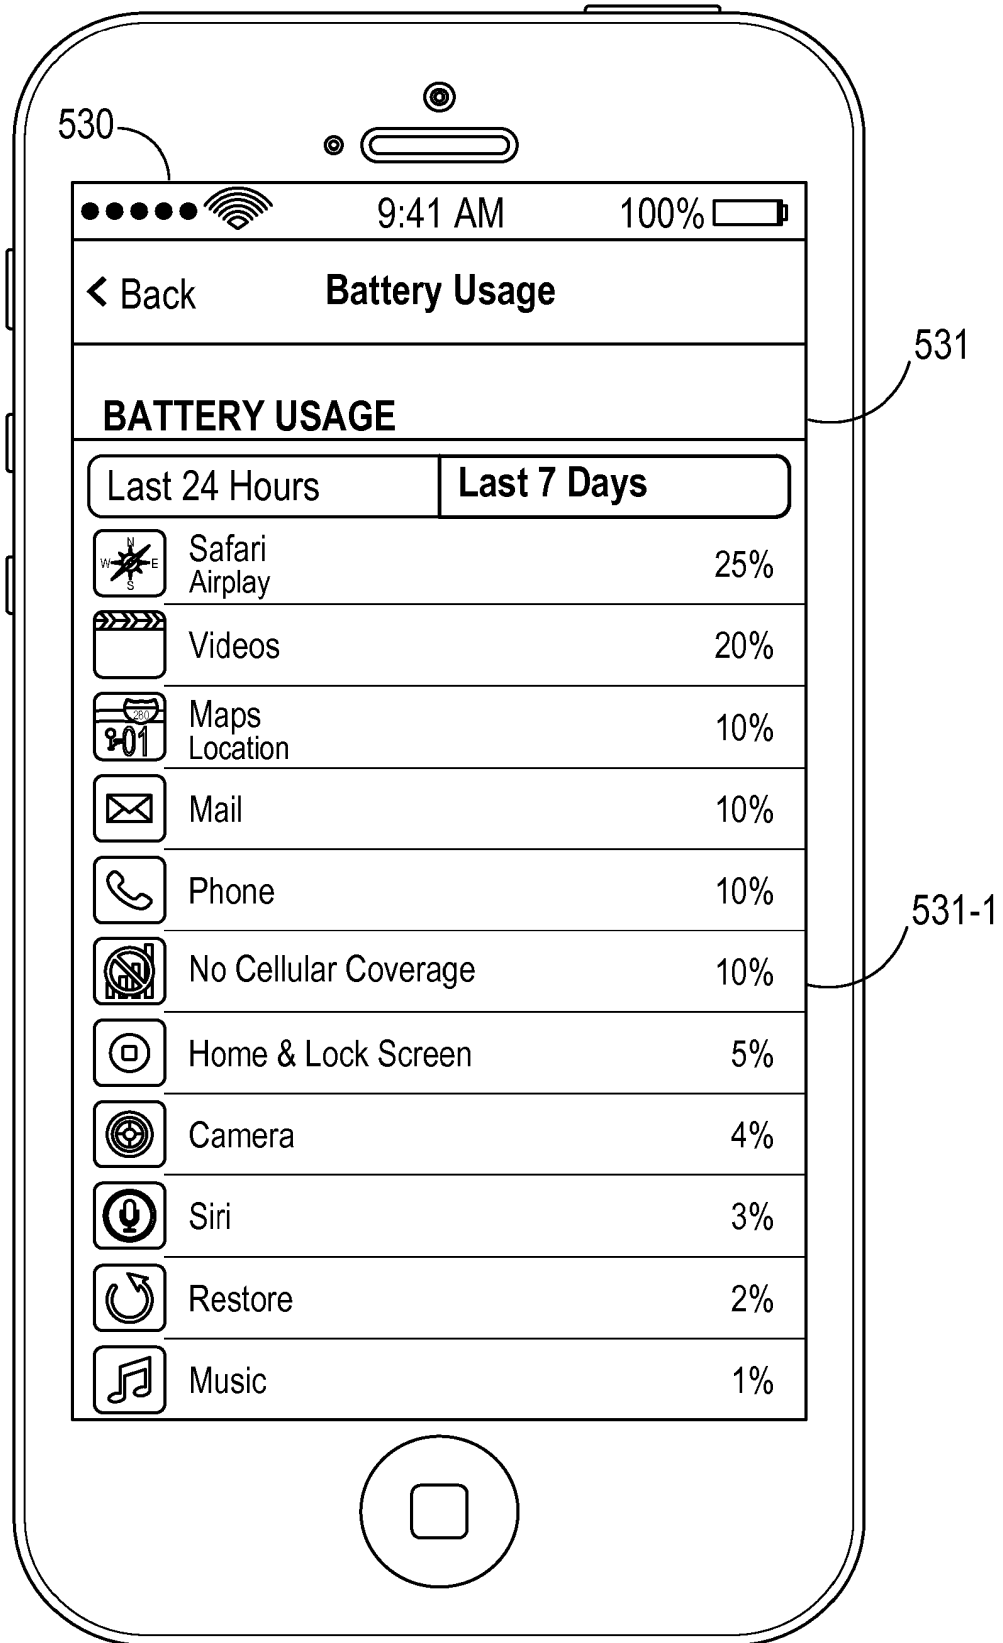 530
9:41 AM 100%
< Back Battery Usage
531
BATTERY USAGE
Last 24 Hours Last 7 Days
N
W E
S
Safari
Airplay
25%
Videos 20%
280
01
Maps
Location
10%
Mail 10%
Phone 10%
531-1
No Cellular Coverage 10%
Home & Lock Screen 5%
Camera 4%
Siri 3%
Restore 2%
Music 1%